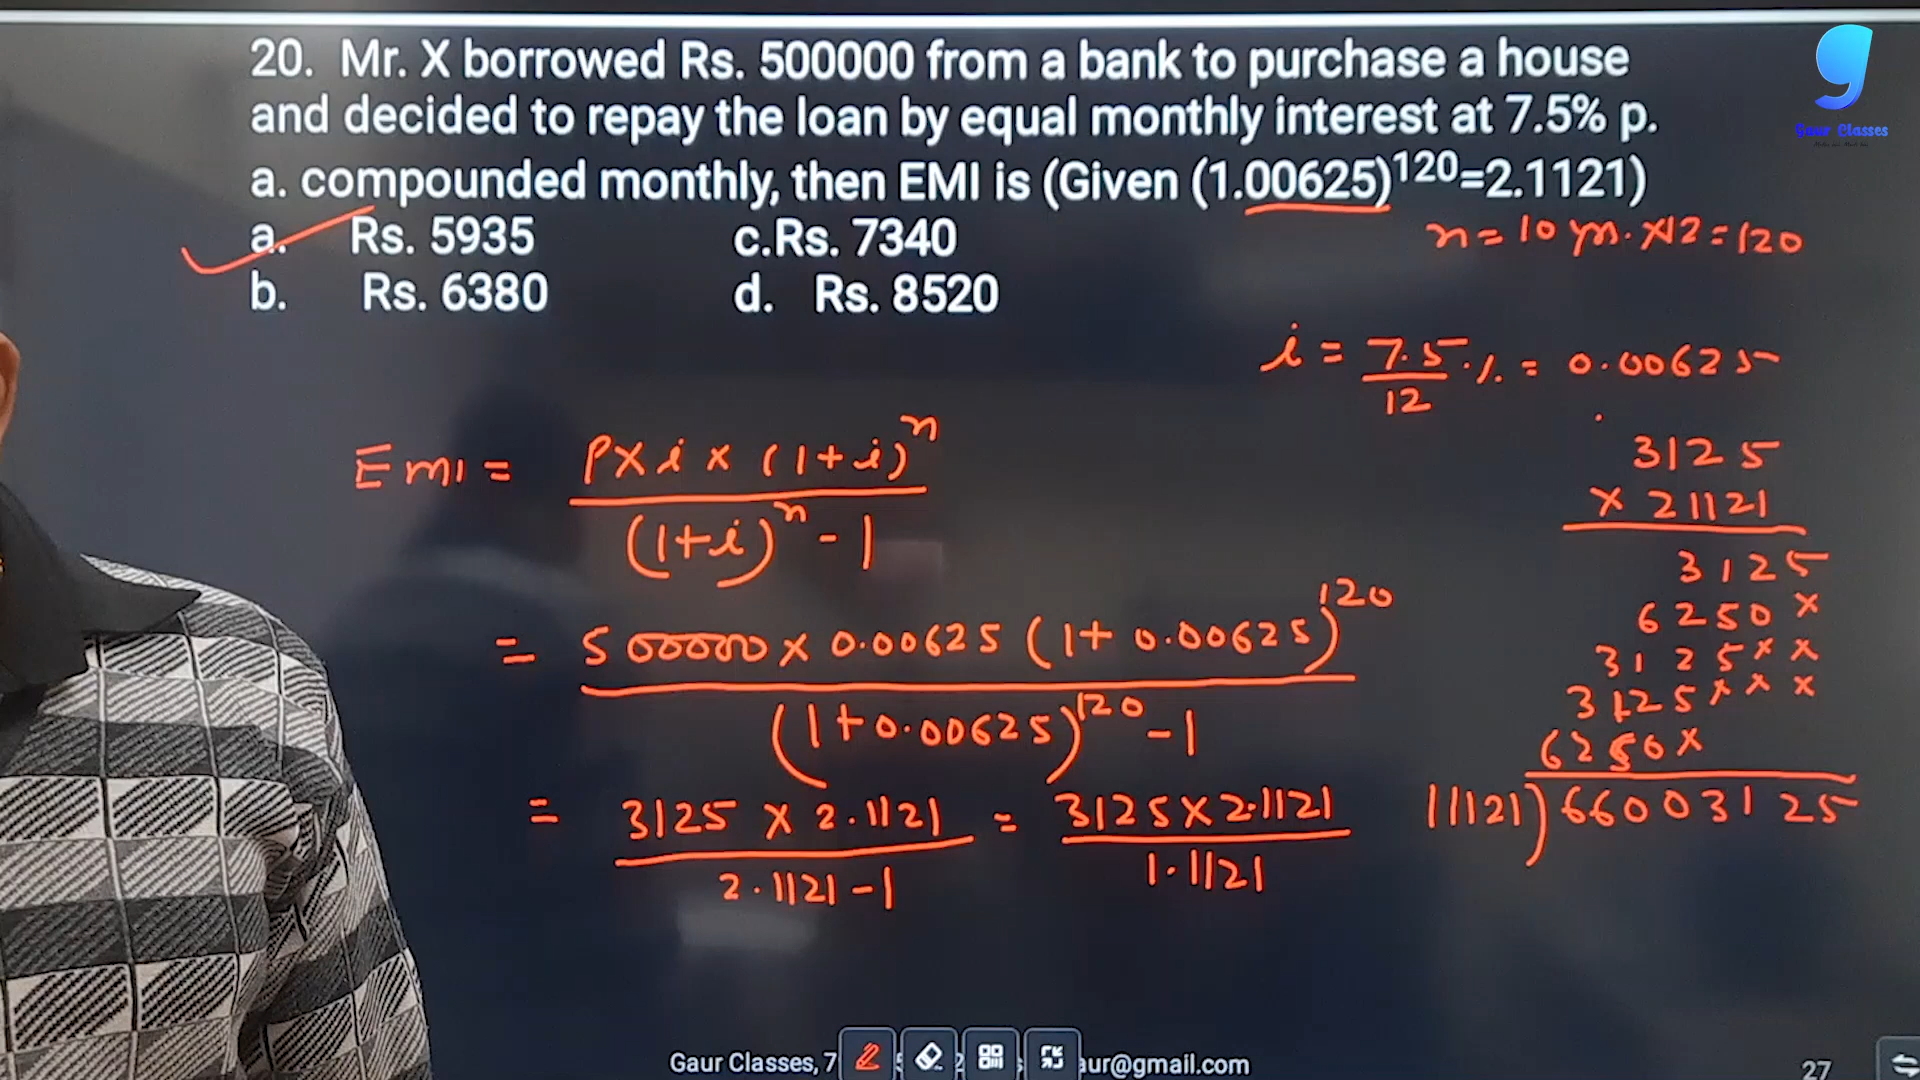 20. Mr. X borrowed Rs. 500000 from a bank to purchase a house
and decided to repay the loan by equal monthly interest at 7.5% p.
a. compounded monthly, then EMI is (Given (1.00625)¹²⁰=2.1121)
a. Rs. 5935 c.Rs. 7340
b. Rs. 6380 d. Rs. 8520
Gaur Classes
n = 10 yrs. × 12 = 120
i = 7.5/12 % = 0.00625
EMI = P × i × (1+i)ⁿ / (1+i)ⁿ - 1
= 500000 × 0.00625 (1+ 0.00625)¹²⁰ / (1+0.00625)¹²⁰ - 1
= 3125 × 2.1121 / 2.1121 - 1 = 3125 × 2.1121 / 1.1121
3125
× 21121
3125
6250 ×
3125 × ×
3125 × × ×
6250 ×
11121) 66003125
Gaur Classes, 7
aur@gmail.com
27